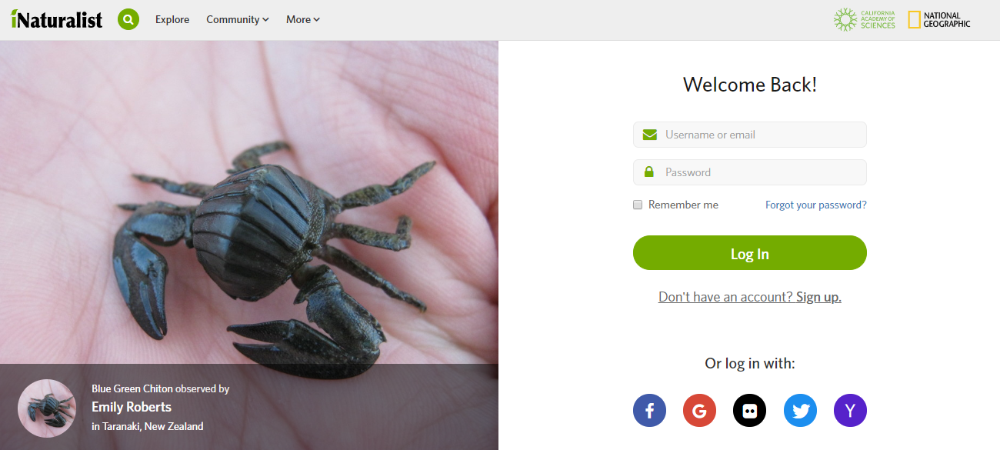 iNaturalist
Explore
Community
More
CALIFORNIA
ACADEMY OF
SCIENCES
NATIONAL
GEOGRAPHIC
Welcome Back!
Username or email
Password
Remember me
Forgot your password?
Log In
Don't have an account? Sign up.
Or log in with:
f
G
Y
Blue Green Chiton observed by
Emily Roberts
in Taranaki, New Zealand